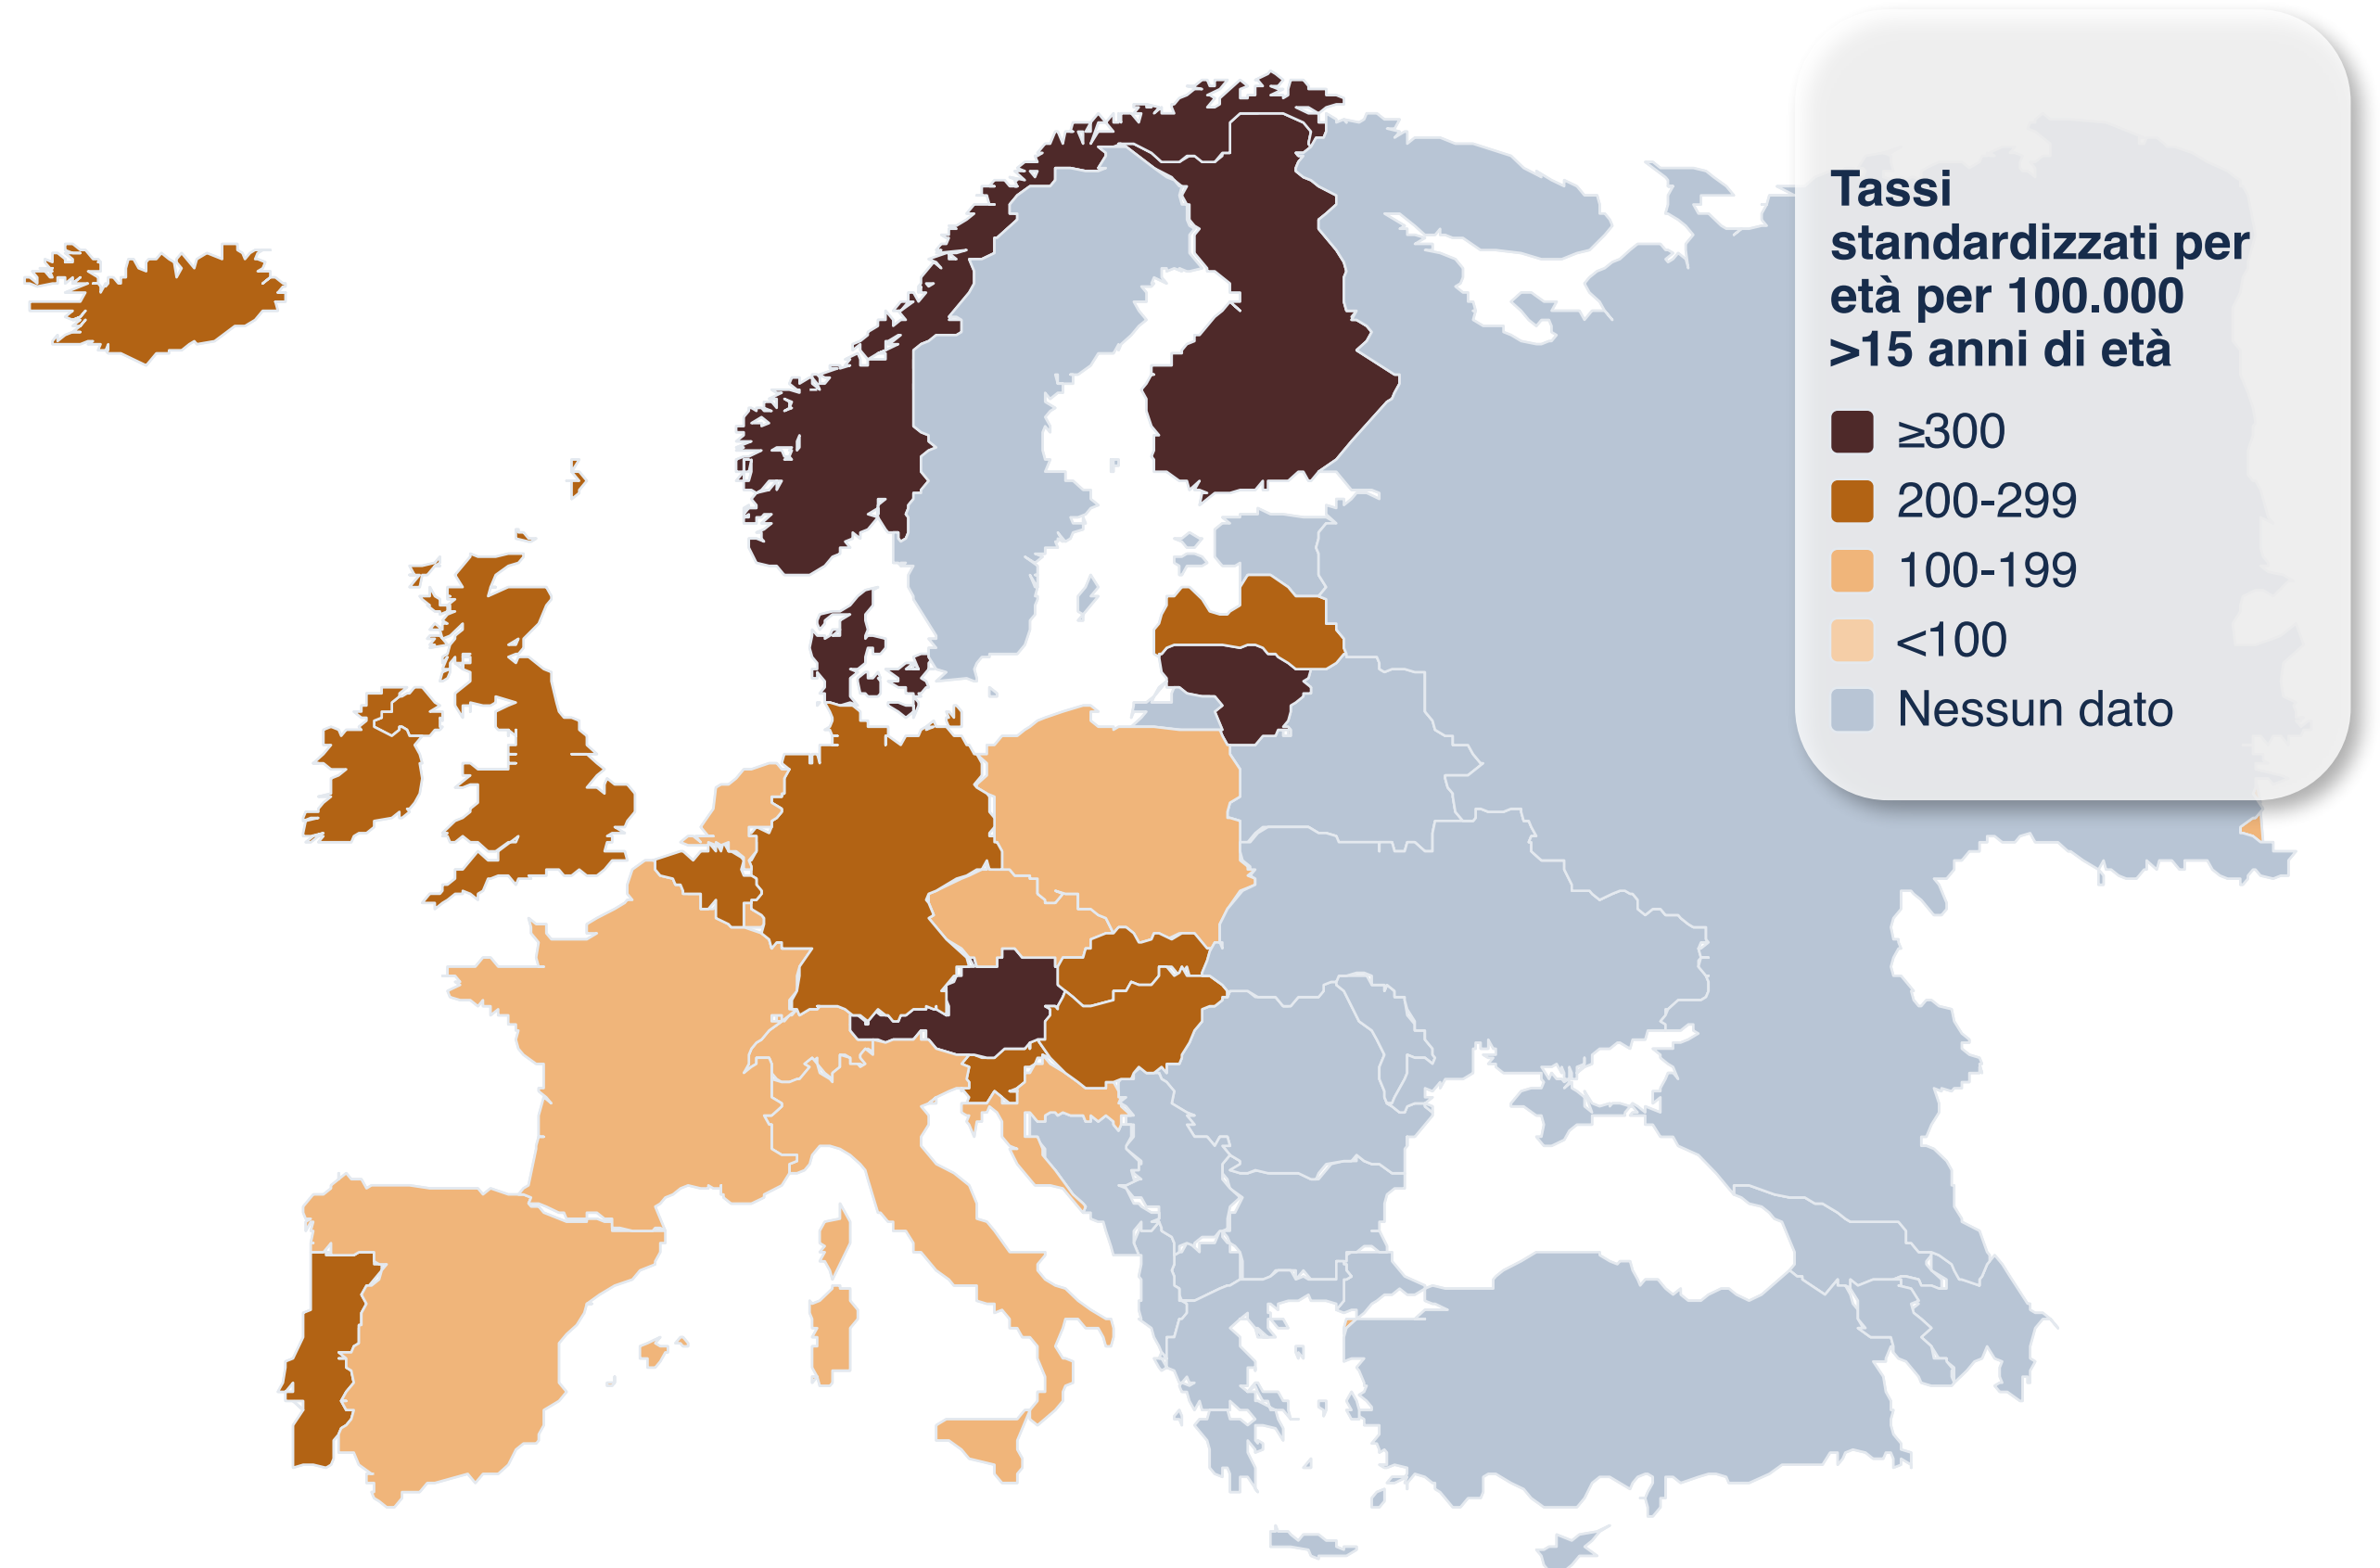 Tassi
standardizzati per
età per 100.000
>15 anni di età
≥300
200-299
100-199
<100
Nessun dato